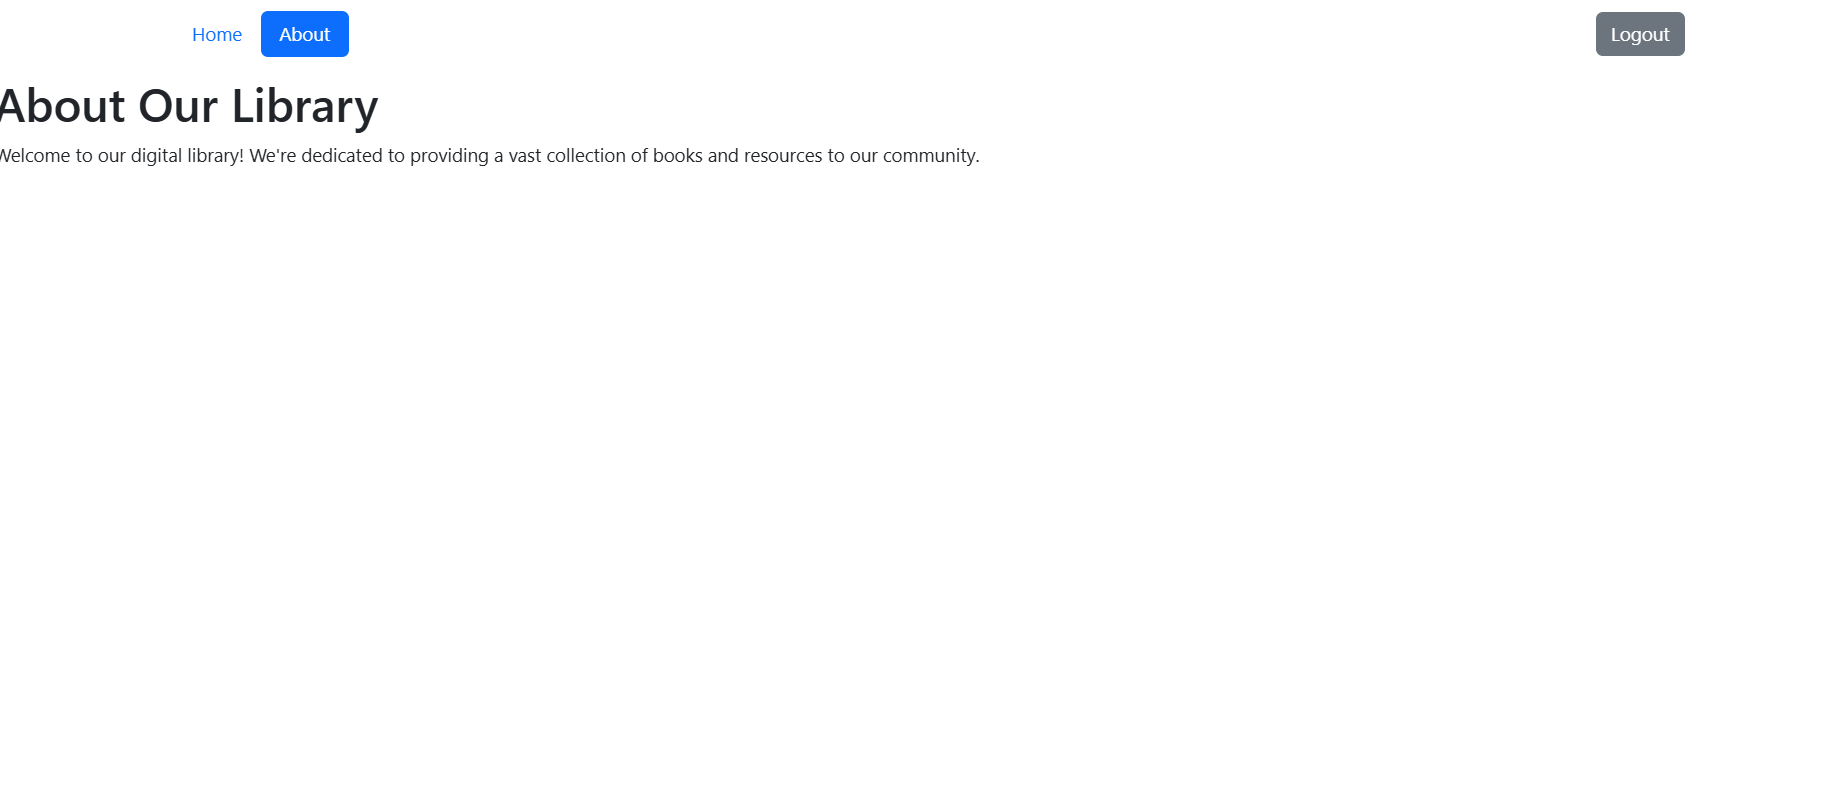 Home About Logout
About Our Library
Welcome to our digital library! We're dedicated to providing a vast collection of books and resources to our community.